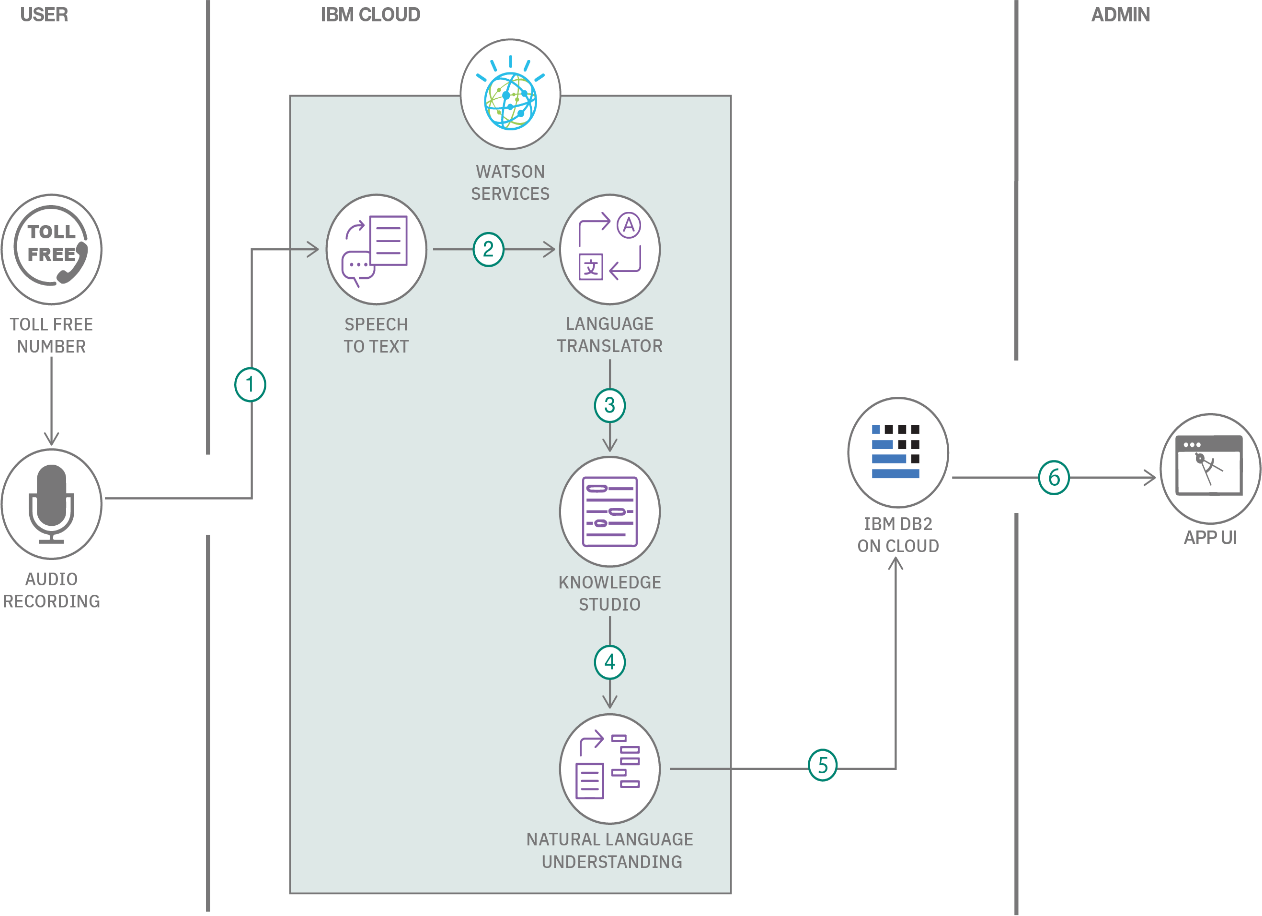 USER
IBM CLOUD
ADMIN
WATSON
SERVICES
TOLL
FREE
TOLL FREE
NUMBER
SPEECH
TO TEXT
2
A
文
LANGUAGE
TRANSLATOR
1
3
AUDIO
RECORDING
KNOWLEDGE
STUDIO
4
NATURAL LANGUAGE
UNDERSTANDING
5
IBM DB2
ON CLOUD
6
APP UI